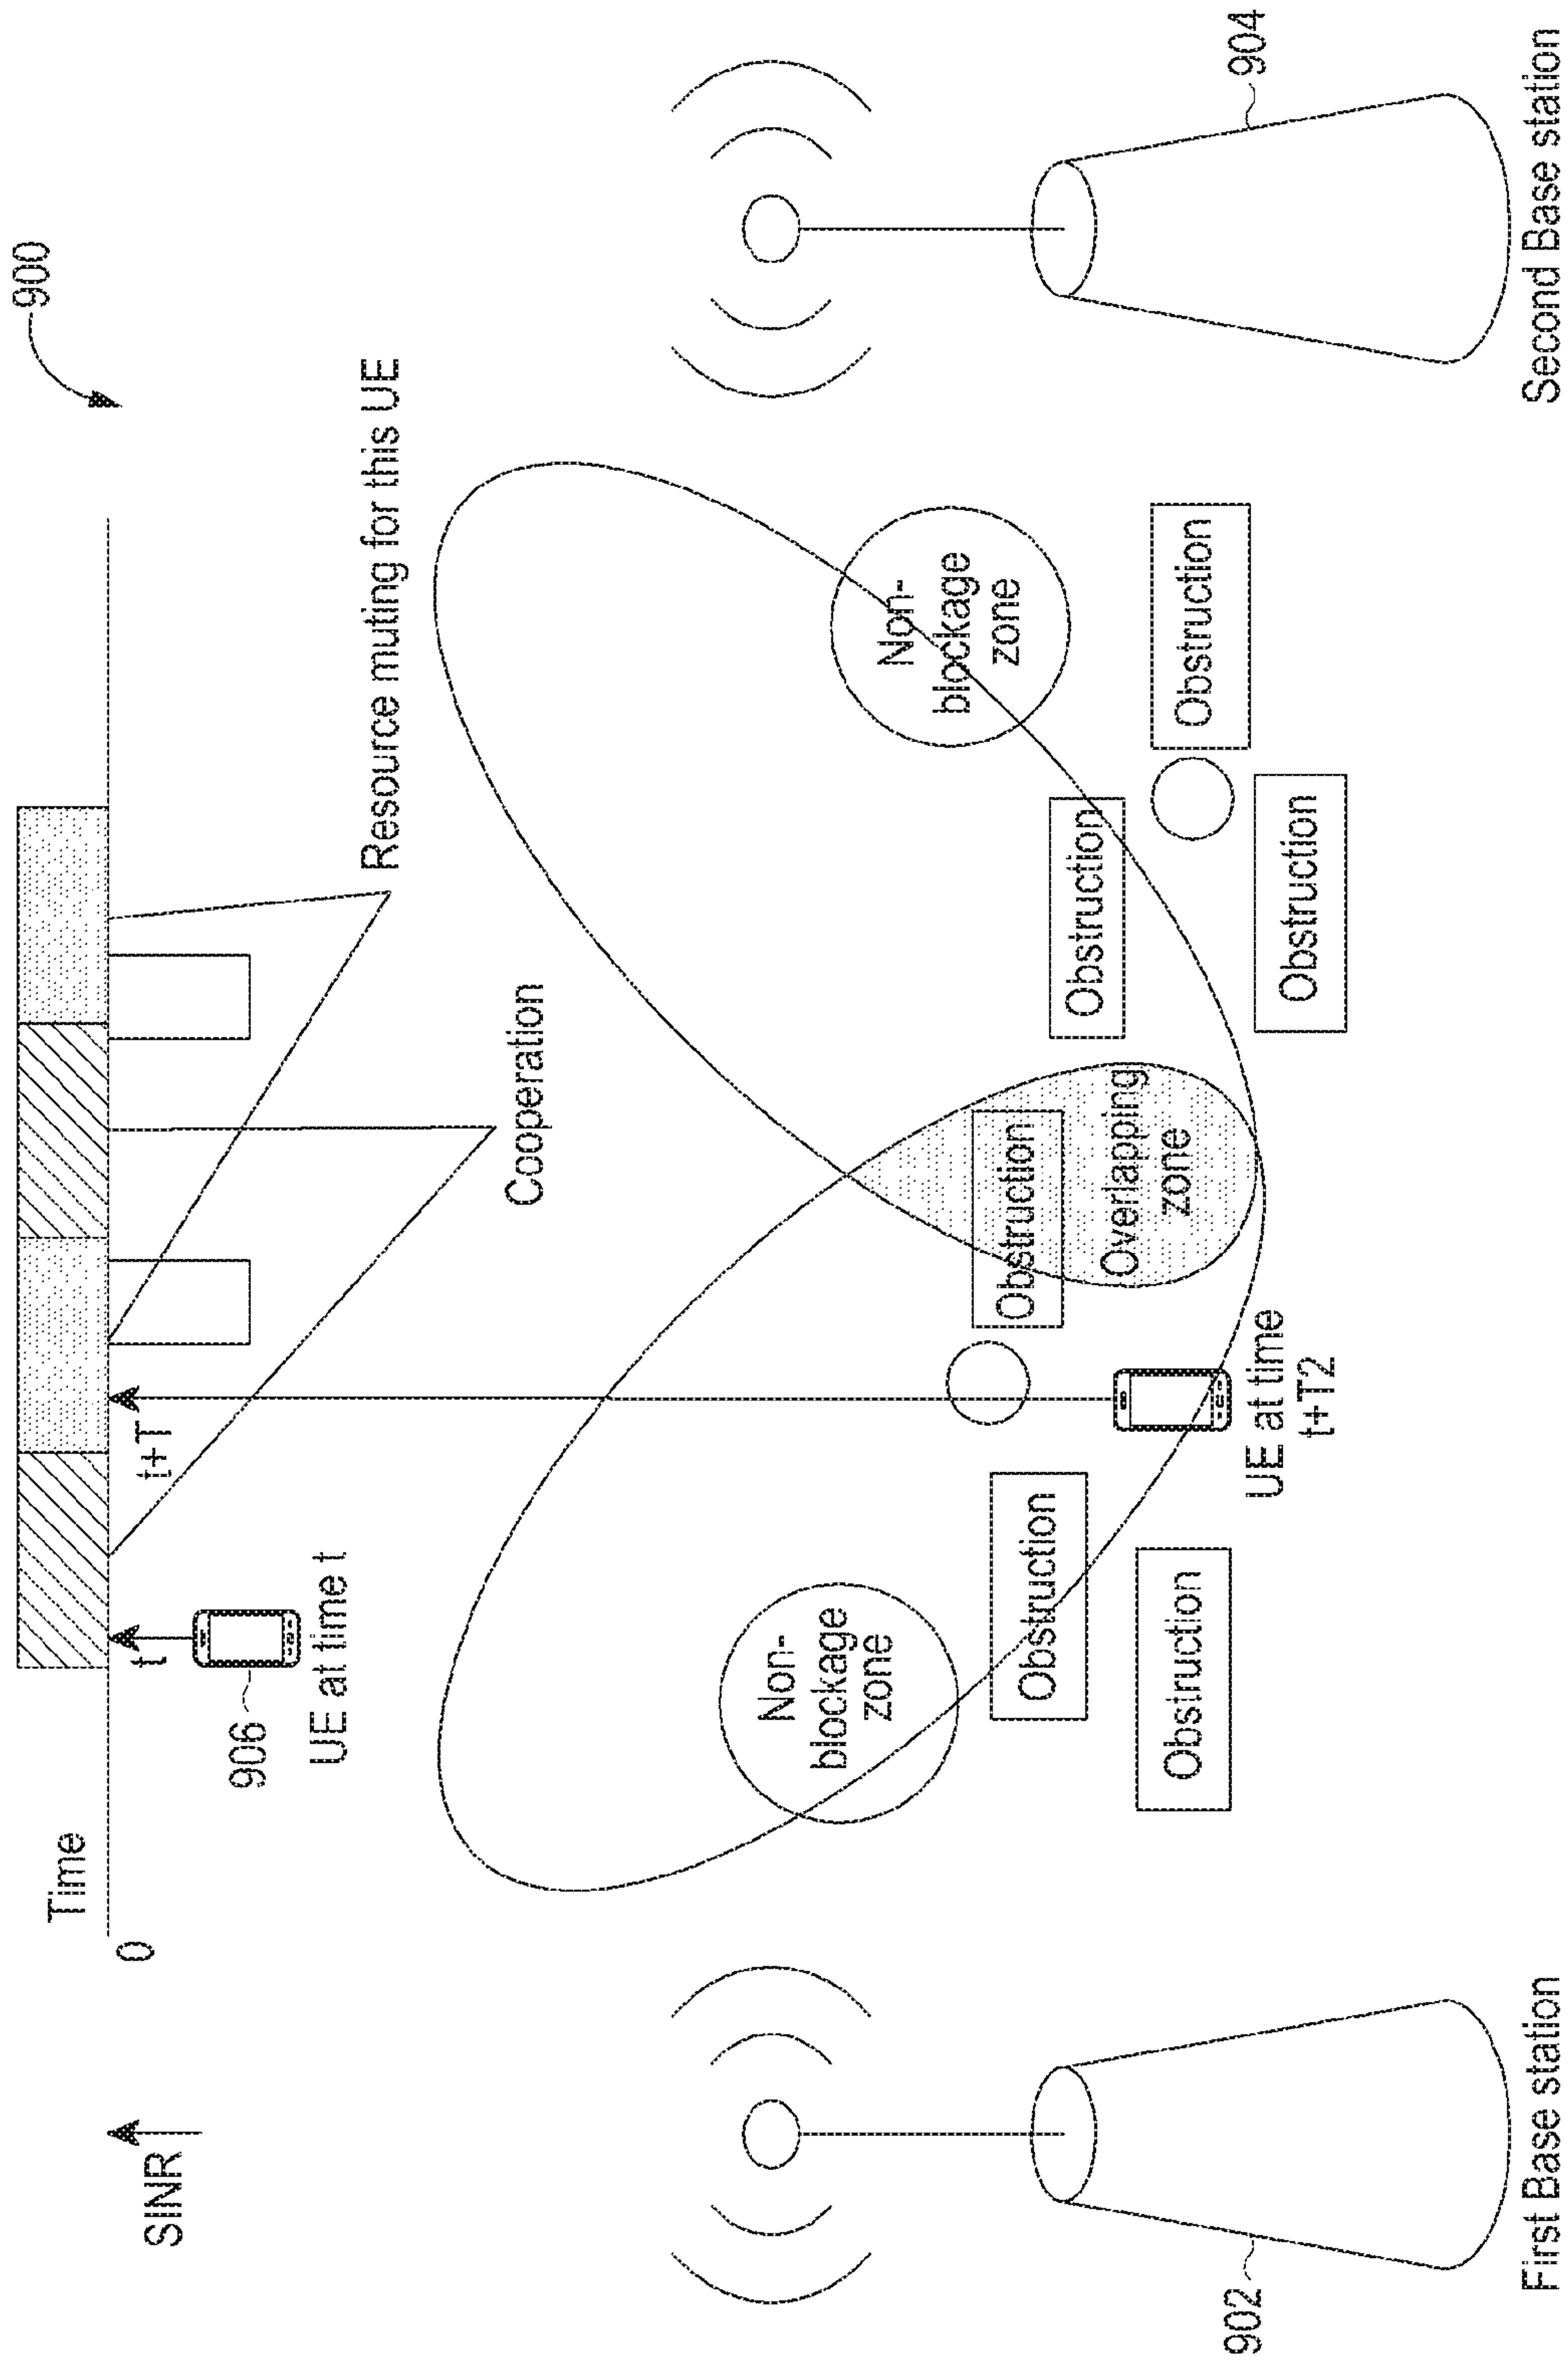 900
Time
SINR
0
t
t+T
906
UE at time t
Resource muting for this UE
Cooperation
Non-
blockage
zone
Non-
blockage
zone
Obstruction
Obstruction
Obstruction
Overlapping
zone
Obstruction
Obstruction
Obstruction
UE at time
t+T2
902
904
First Base station
Second Base station